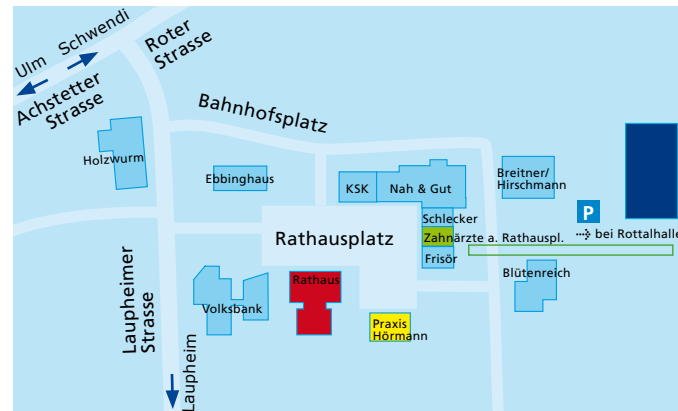 Ulm
Schwendi
Roter
Strasse
Achstetter
Strasse
Bahnhofsplatz
Holzwurm
Ebbinghaus
KSK
Nah & Gut
Breitner/
Hirschmann
P
Schlecker
Rathausplatz
Zahnärzte a. Rathauspl.
bei Rottalhalle
Frisör
Laupheimer
Strasse
Volksbank
Rathaus
Blütenreich
Praxis
Hörmann
Laupheim